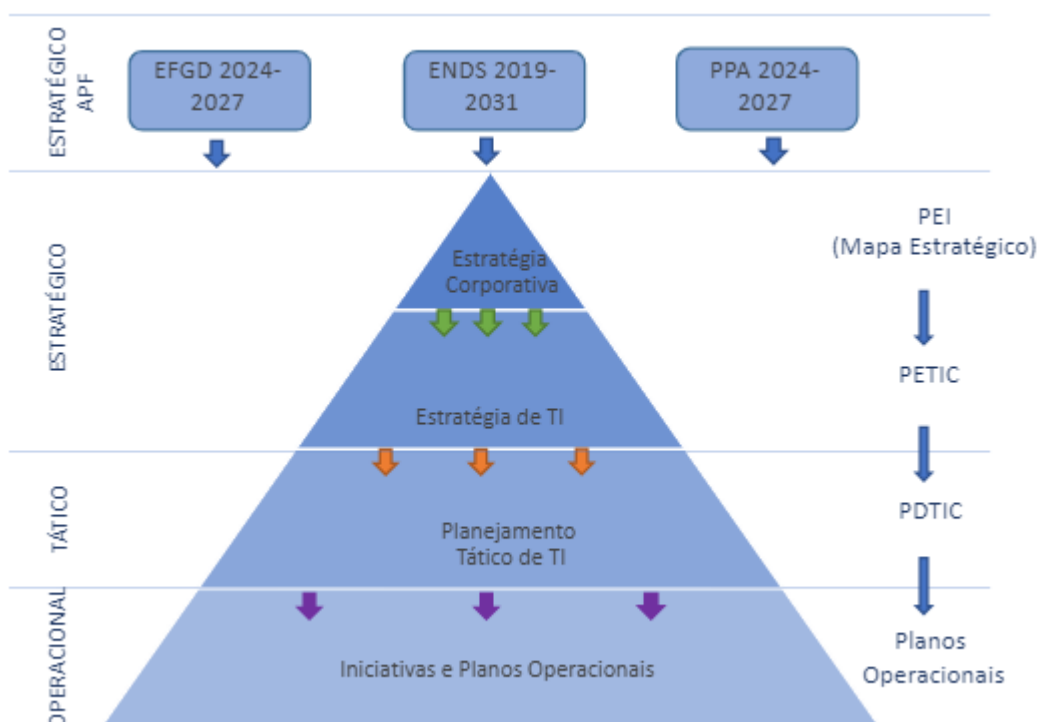 ESTRATÉGICO
APF
EFGD 2024-
2027
ENDS 2019-
2031
PPA 2024-
2027
ESTRATÉGICO
Estratégia
Corporativa
PEI
(Mapa Estratégico)
Estratégia de TI
PETIC
TÁTICO
Planejamento
Tático de TI
PDTIC
OPERACIONAL
Iniciativas e Planos Operacionais
Planos
Operacionais